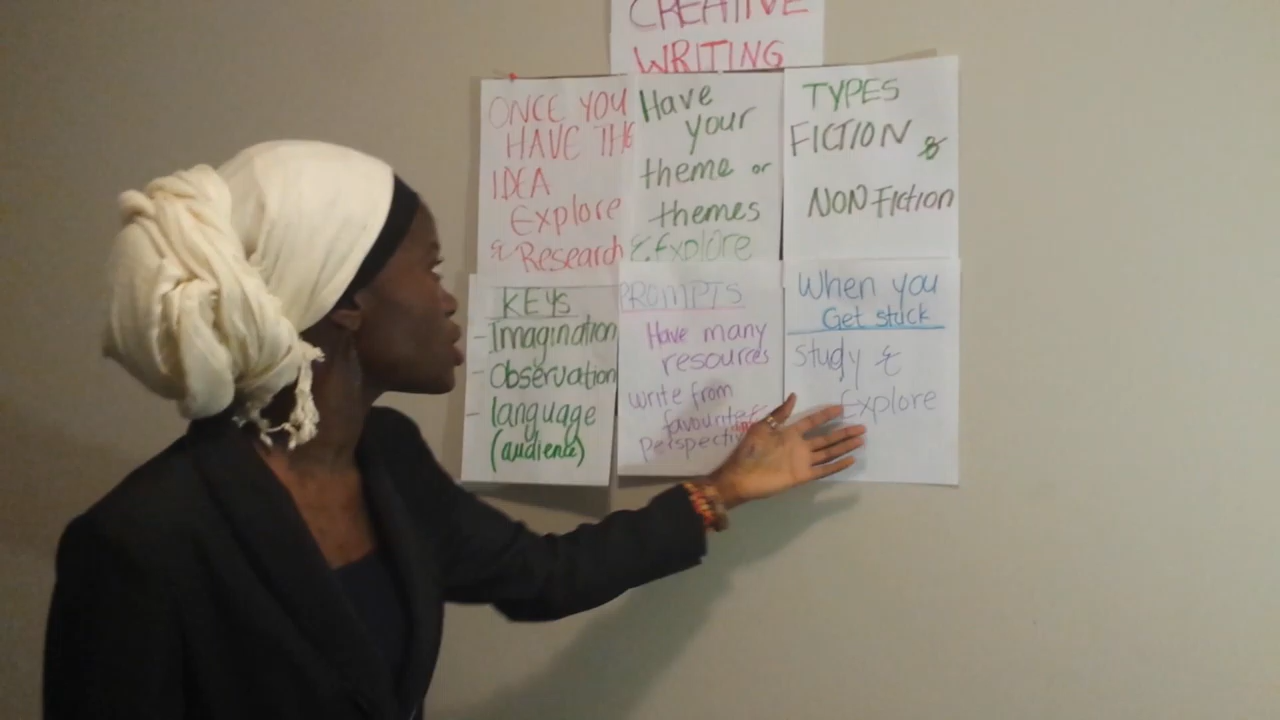 CREATIVE
WRITING
ONCE YOU
HAVE THE
IDEA
Explore
& Research
Have
your
theme or
themes
& Explore
TYPES
FICTION &
NON Fiction
KEYS
- Imagination
- Observation
- language
(audience)
PROMPTS
Have many
resources
write from
favourite
When you
Get stuck
Study &
Explore